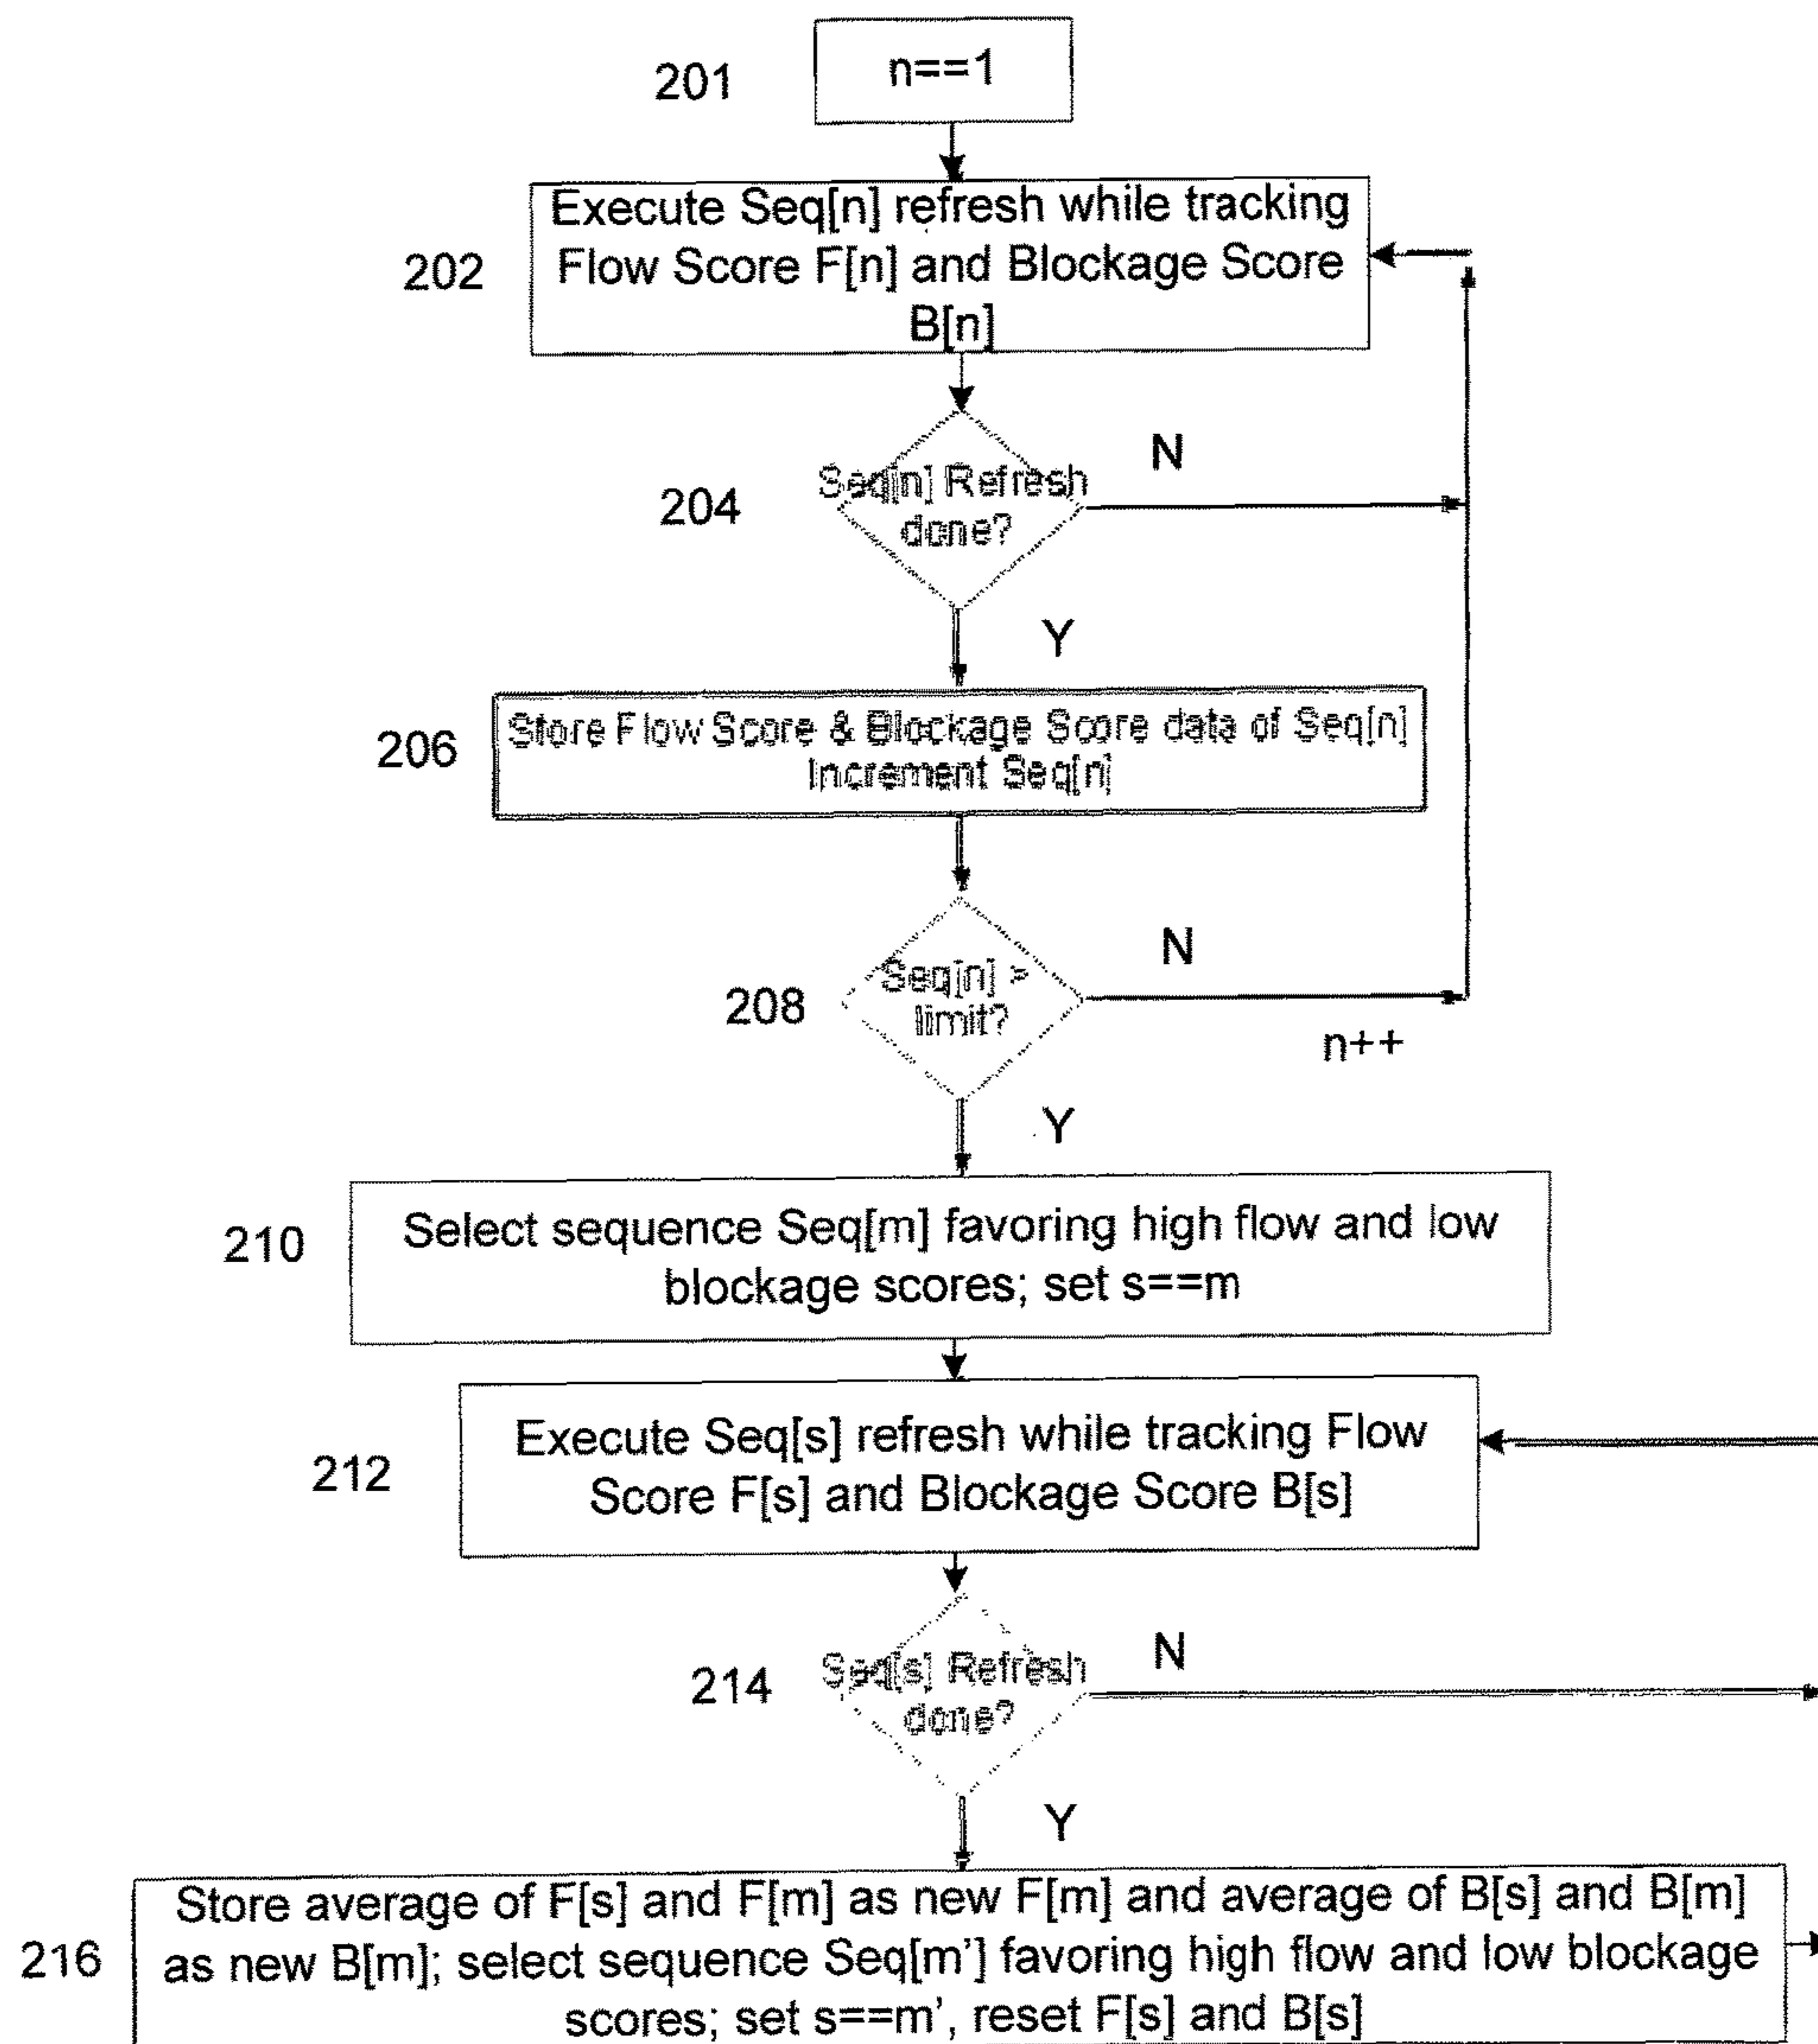 201
n==1
202
Execute Seq[n] refresh while tracking
Flow Score F[n] and Blockage Score
B[n]
204
Seq[n] Refresh
done?
N
Y
206
Store Flow Score & Blockage Score data of Seq[n]
Increment Seq[n]
208
Seq[n] >
limit?
N
n++
Y
210
Select sequence Seq[m] favoring high flow and low
blockage scores; set s==m
212
Execute Seq[s] refresh while tracking Flow
Score F[s] and Blockage Score B[s]
214
Seq[s] Refresh
done?
N
Y
216
Store average of F[s] and F[m] as new F[m] and average of B[s] and B[m]
as new B[m]; select sequence Seq[m'] favoring high flow and low blockage
scores; set s==m', reset F[s] and B[s]